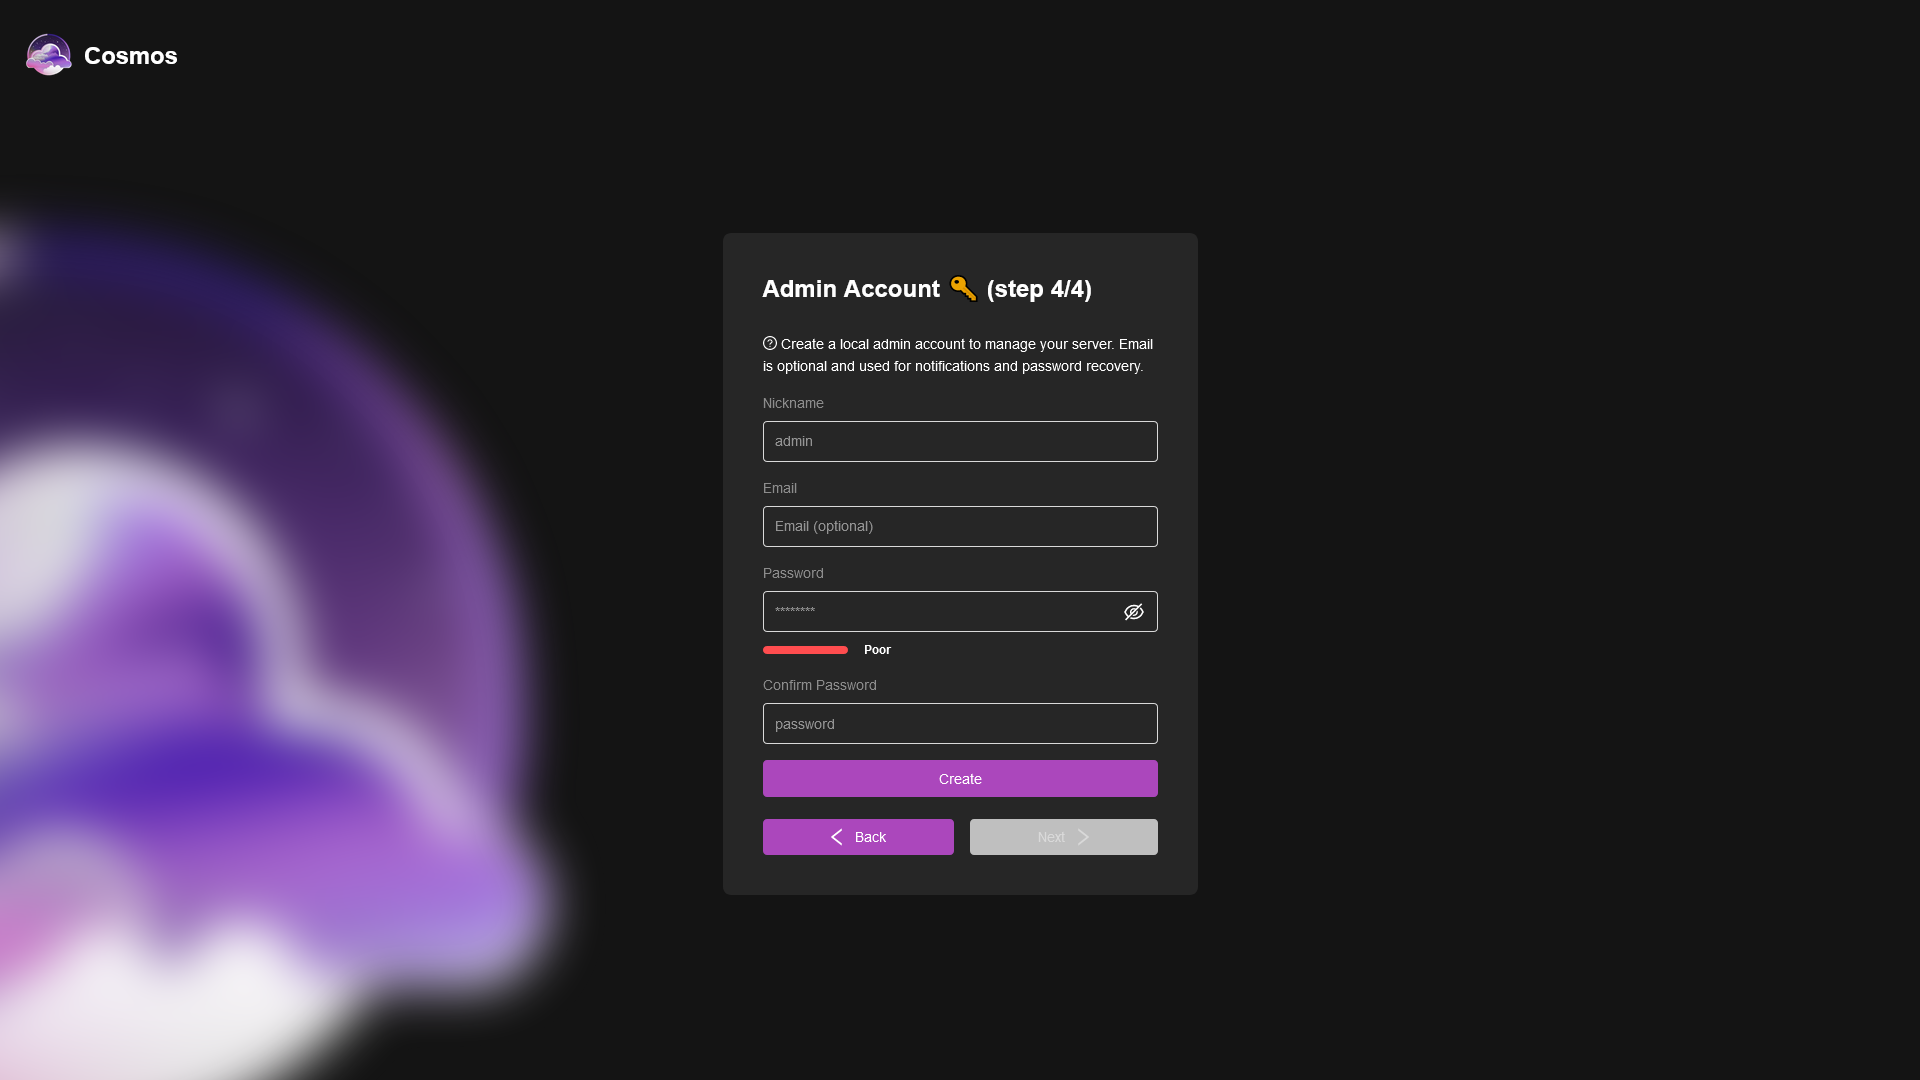 Cosmos
Admin Account 🔑 (step 4/4)
Create a local admin account to manage your server. Email
is optional and used for notifications and password recovery.
Nickname
admin
Email
Email (optional)
Password
********
Poor
Confirm Password
password
Create
Back
Next